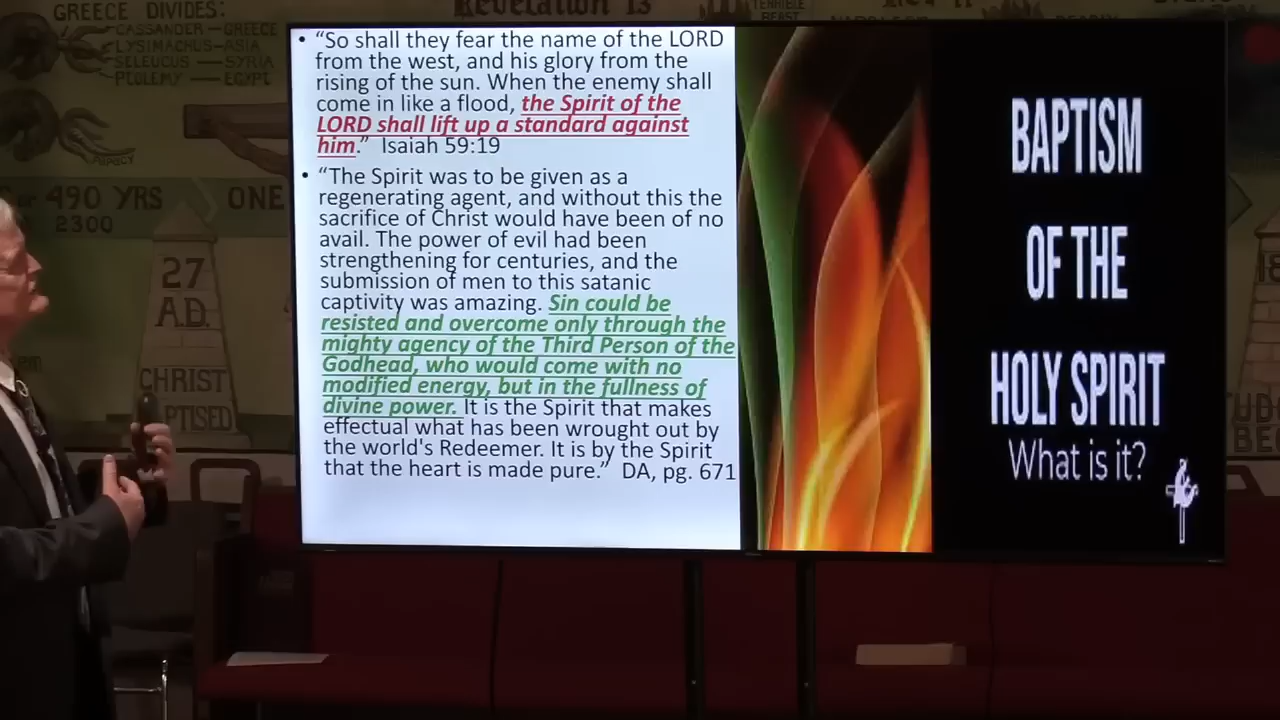 GREECE DIVIDES:
CASSANDER—GREECE
LYSIMACHUS—ASIA
SELEUCUS — SYRIA
PTOLEMY — EGYPT
PAPACY
490 YRS
2300
ONE
27
A.D.
CHRIST
PTISED
Revelation 13
TERRIBLE
BEAST
• “So shall they fear the name of the LORD
from the west, and his glory from the
rising of the sun. When the enemy shall
come in like a flood, the Spirit of the
LORD shall lift up a standard against
him.” Isaiah 59:19
• “The Spirit was to be given as a
regenerating agent, and without this the
sacrifice of Christ would have been of no
avail. The power of evil had been
strengthening for centuries, and the
submission of men to this satanic
captivity was amazing. Sin could be
resisted and overcome only through the
mighty agency of the Third Person of the
Godhead, who would come with no
modified energy, but in the fullness of
divine power. It is the Spirit that makes
effectual what has been wrought out by
the world's Redeemer. It is by the Spirit
that the heart is made pure.” DA, pg. 671
BAPTISM
OF THE
HOLY SPIRIT
What is it?